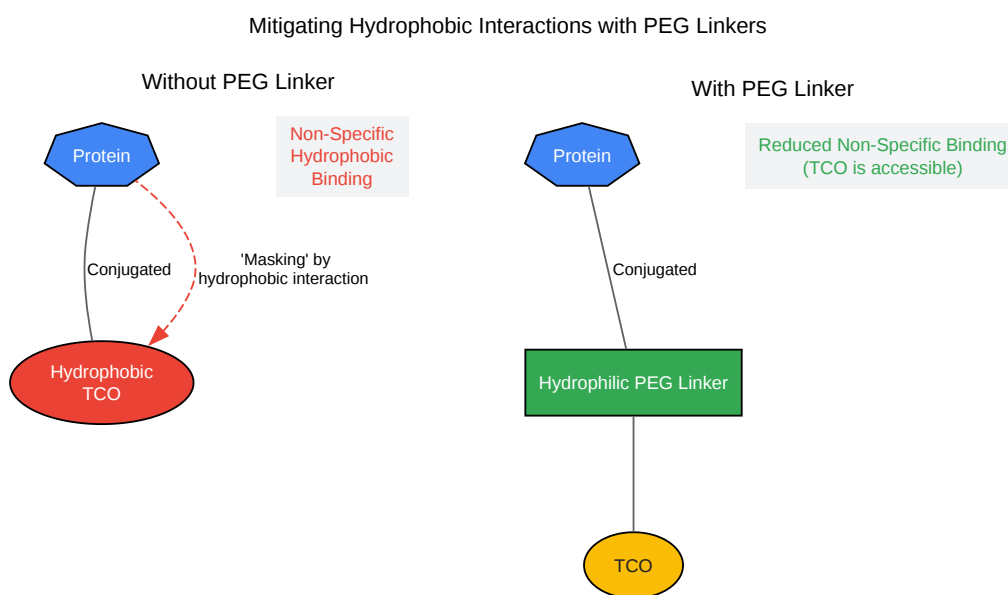 Mitigating Hydrophobic Interactions with PEG Linkers
Without PEG Linker
Protein
Non-Specific
Hydrophobic
Binding
Conjugated
'Masking' by
hydrophobic interaction
Hydrophobic
TCO
With PEG Linker
Protein
Reduced Non-Specific Binding
(TCO is accessible)
Conjugated
Hydrophilic PEG Linker
TCO